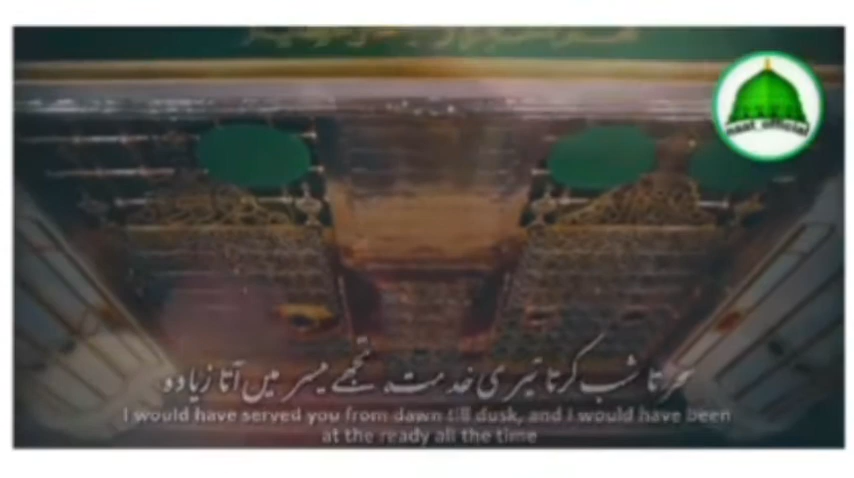 naat_official
سحر تا شب کرتا تیری خدمت تجھے میسر میں آتا زیادہ
I would have served you from dawn till dusk, and I would have been
at the ready all the time